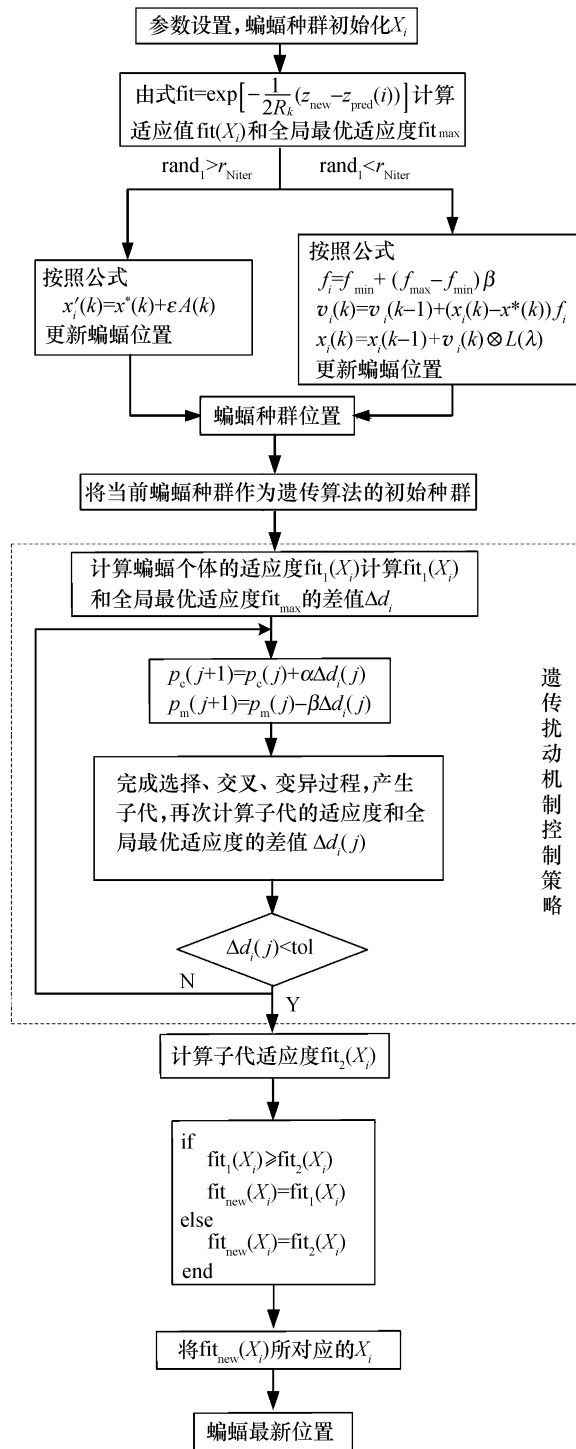 参数设置,蝙蝠种群初始化X_i
由式fit=exp[-\frac{1}{2R_k}(z_new-z_pred(i))]计算
适应值fit(X_i)和全局最优适应度fit_max
rand_1>r_Niter
rand_1<r_Niter
按照公式
x_i'(k)=x*(k)+εA(k)
更新蝙蝠位置
按照公式
f_i=f_min+(f_max-f_min)β
v_i(k)=v_i(k-1)+(x_i(k)-x*(k))f_i
x_i(k)=x_i(k-1)+v_i(k)⊗L(λ)
更新蝙蝠位置
蝙蝠种群位置
将当前蝙蝠种群作为遗传算法的初始种群
计算蝙蝠个体的适应度fit_1(X_i)计算fit_1(X_i)
和全局最优适应度fit_max的差值Δd_i
p_c(j+1)=p_c(j)+αΔd_i(j)
p_m(j+1)=p_m(j)-βΔd_i(j)
完成选择、交叉、变异过程,产生
子代,再次计算子代的适应度和全
局最优适应度的差值Δd_i(j)
Δd_i(j)<tol
N
Y
遗传扰动机制控制策略
计算子代适应度fit_2(X_i)
if
fit_1(X_i)⩾fit_2(X_i)
fit_new(X_i)=fit_1(X_i)
else
fit_new(X_i)=fit_2(X_i)
end
将fit_new(X_i)所对应的X_i
蝙蝠最新位置